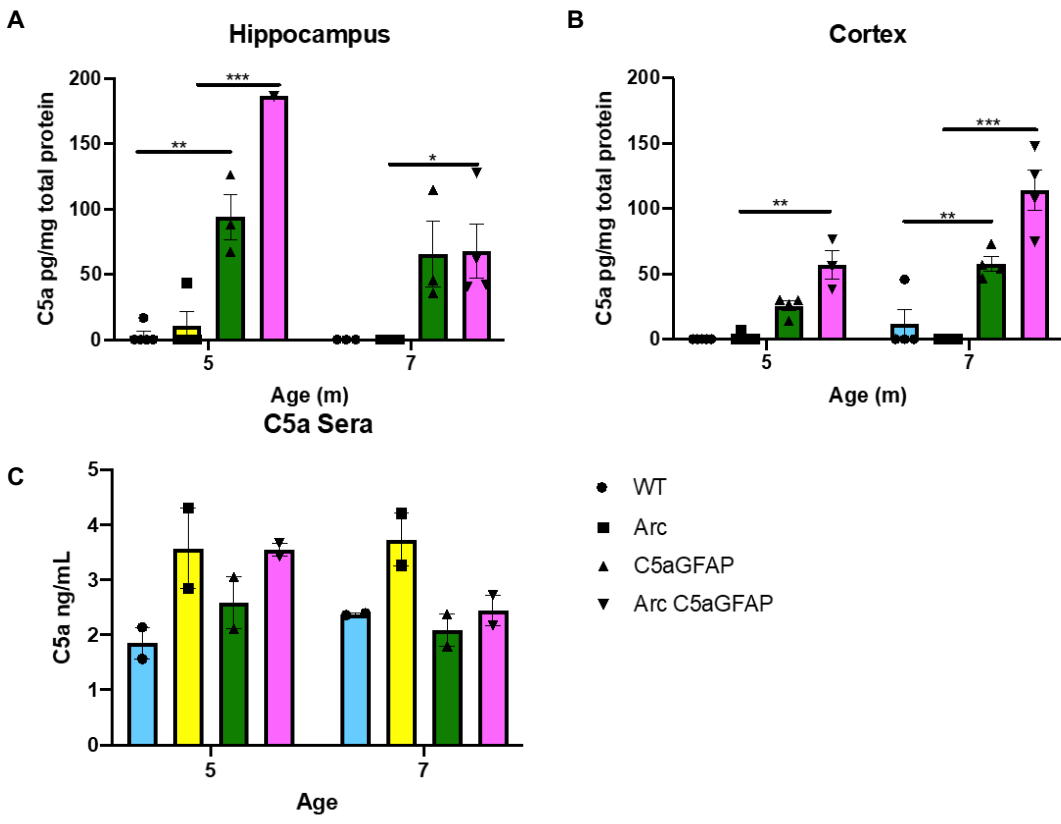 A
Hippocampus
C5a pg/mg total protein
200
150
100
50
0
**
***
*
5
7
Age (m)
B
Cortex
C5a pg/mg total protein
200
150
100
50
0
**
**
***
5
7
Age (m)
C
C5a Sera
C5a ng/mL
5
4
3
2
1
0
5
7
Age
WT
Arc
C5aGFAP
Arc C5aGFAP